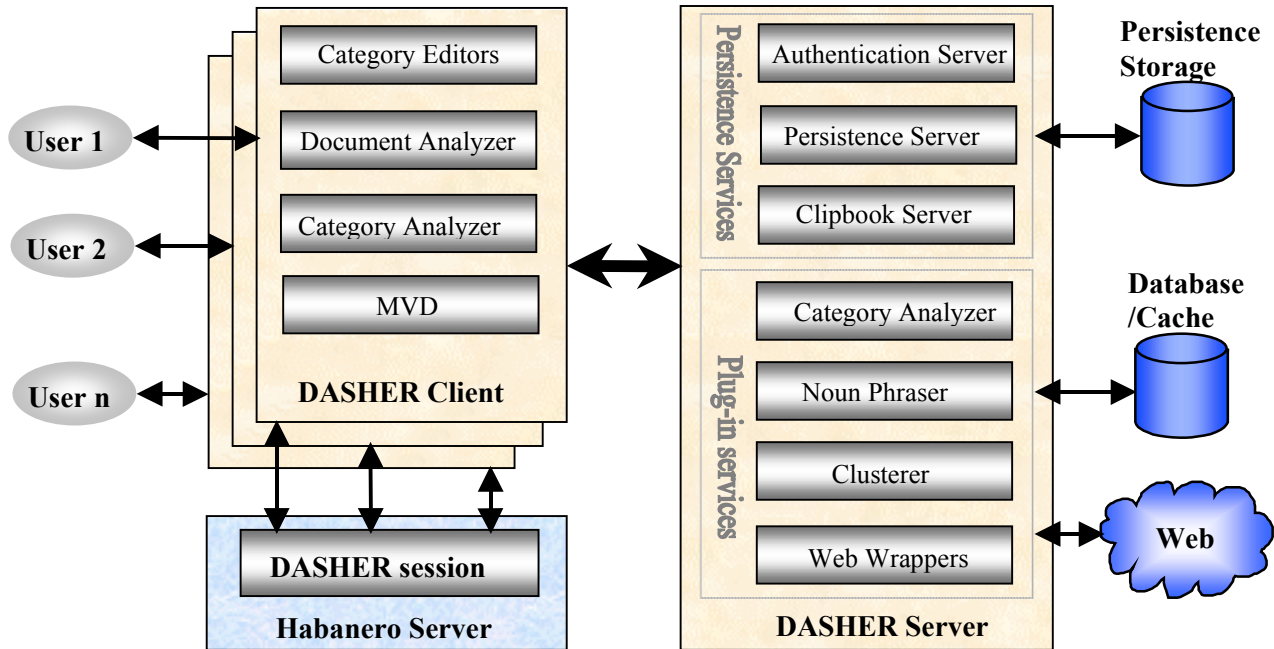 User 1
User 2
User n
Category Editors
Document Analyzer
Category Analyzer
MVD
DASHER Client
DASHER session
Habanero Server
Persistence Services
Authentication Server
Persistence Server
Clipbook Server
Plug-in services
Category Analyzer
Noun Phraser
Clusterer
Web Wrappers
DASHER Server
Persistence
Storage
Database
/Cache
Web